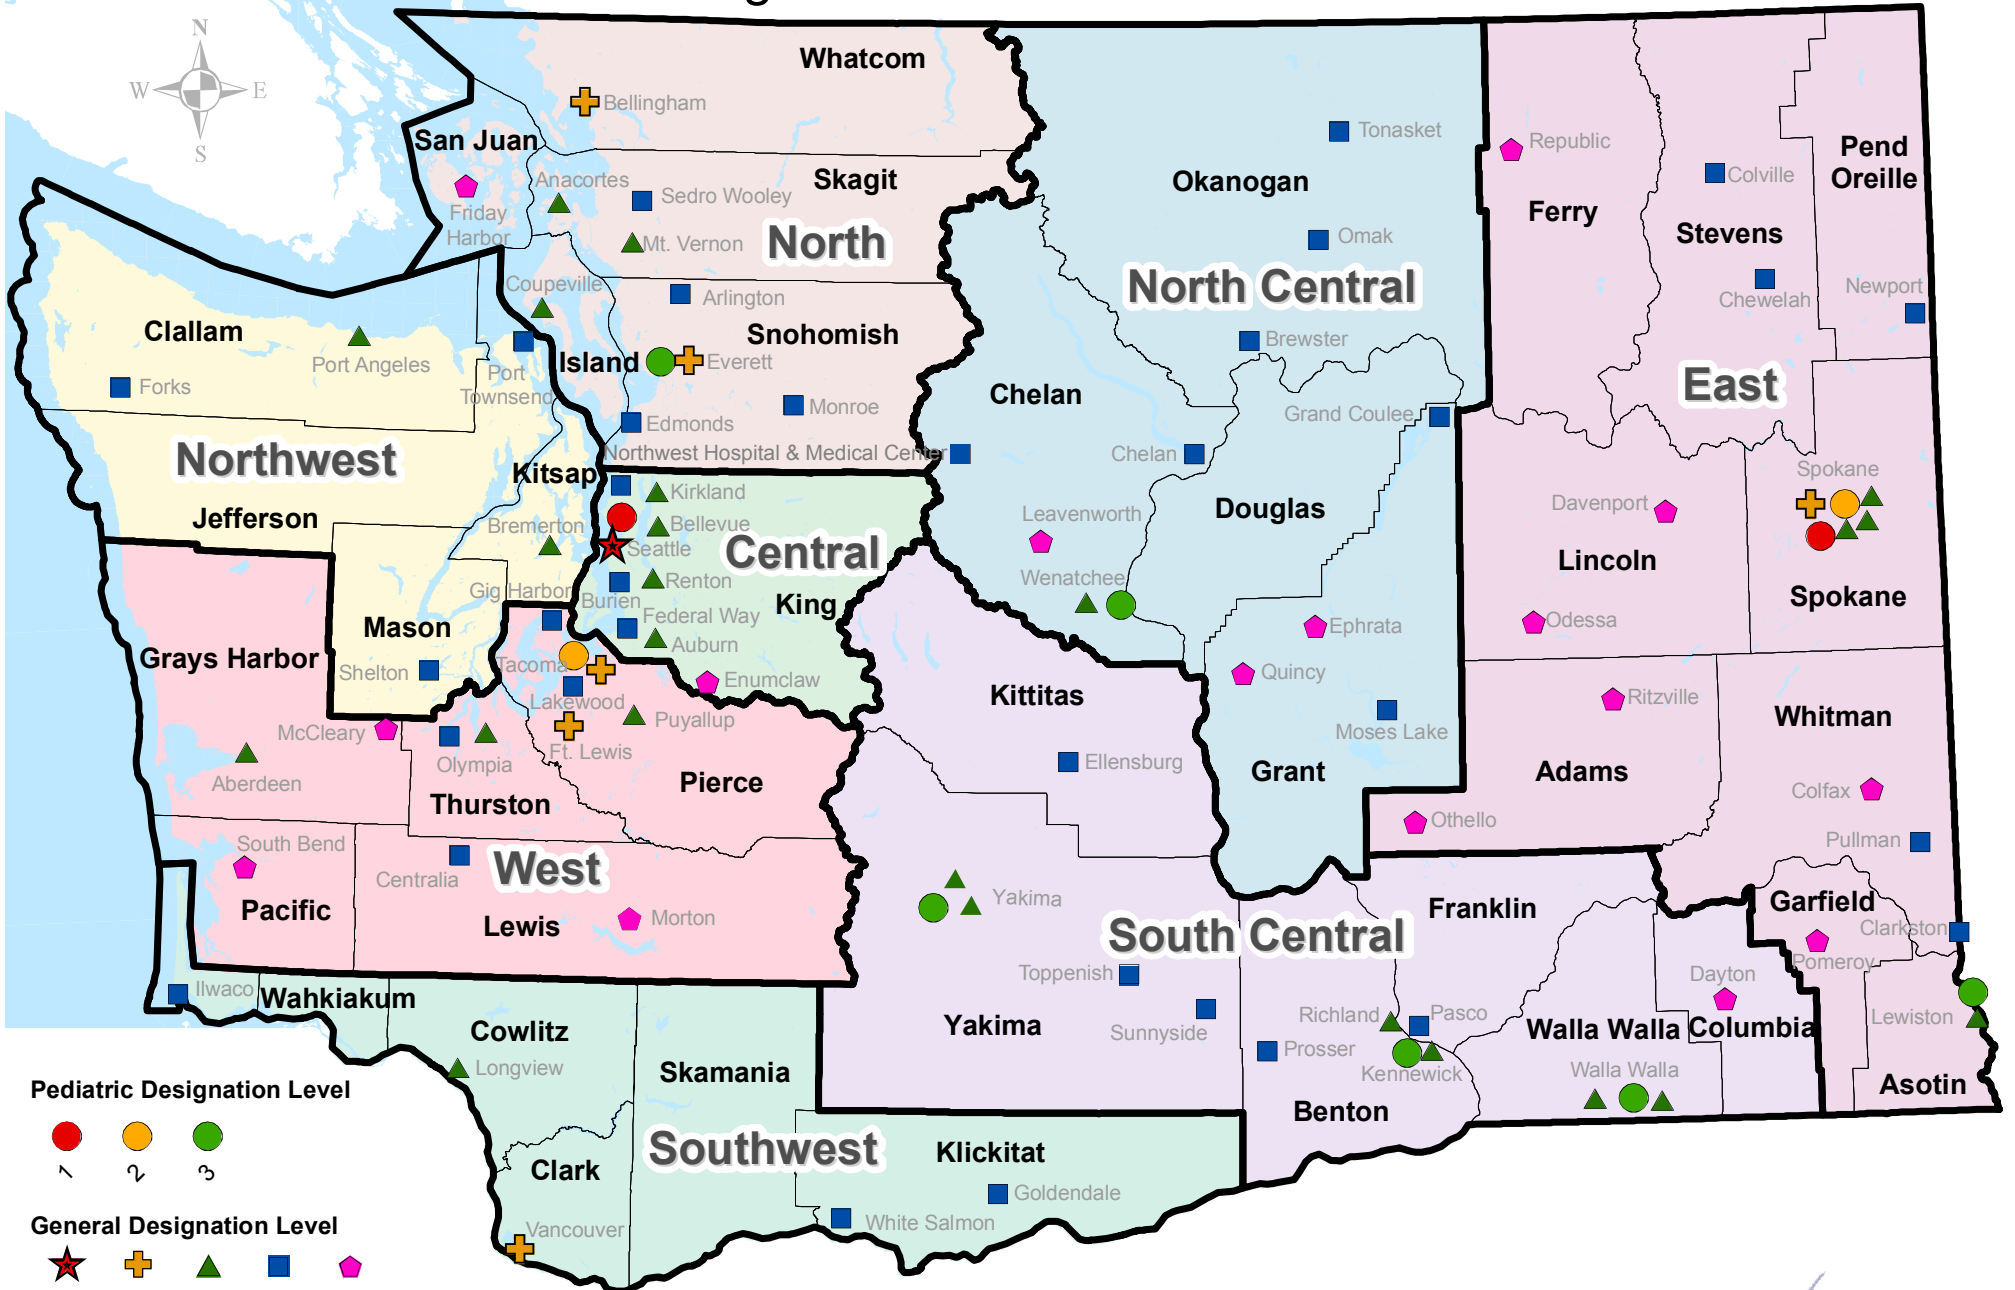 g
N
W
E
S
Whatcom
Bellingham
San Juan
Tonasket
Republic
Pend
Oreille
Anacortes
Skagit
Okanogan
Colville
Sedro Wooley
Friday
Harbor
Ferry
Stevens
Mt. Vernon
North
Omak
Coupeville
North Central
Arlington
Chewelah
Newport
Clallam
Snohomish
Port Angeles
Island
Everett
Brewster
Port
Townsend
Forks
Chelan
East
Monroe
Edmonds
Grand Coulee
Northwest
Northwest Hospital & Medical Center
Chelan
Kitsap
Spokane
Kirkland
Jefferson
Bremerton
Bellevue
Leavenworth
Douglas
Davenport
Seattle
Central
Lincoln
Gig Harbor
Renton
Wenatchee
Burien
King
Spokane
Federal Way
Mason
Auburn
Ephrata
Odessa
Grays Harbor
Shelton
Tacoma
Enumclaw
Quincy
Lakewood
Kittitas
Ritzville
Puyallup
McCleary
Whitman
Olympia
Ft. Lewis
Moses Lake
Ellensburg
Aberdeen
Pierce
Grant
Adams
Thurston
Colfax
Othello
South Bend
Pullman
Centralia
West
Pacific
Lewis
Morton
Yakima
Franklin
Garfield
South Central
Clarkston
Pomeroy
Toppenish
Dayton
Ilwaco
Wahkiakum
Cowlitz
Yakima
Sunnyside
Richland
Pasco
Walla Walla
Columbia
Lewiston
Longview
Skamania
Prosser
Kennewick
Walla Walla
Asotin
Benton
Pediatric Designation Level
1
2
3
Southwest
Klickitat
Clark
Goldendale
White Salmon
Vancouver
General Designation Level